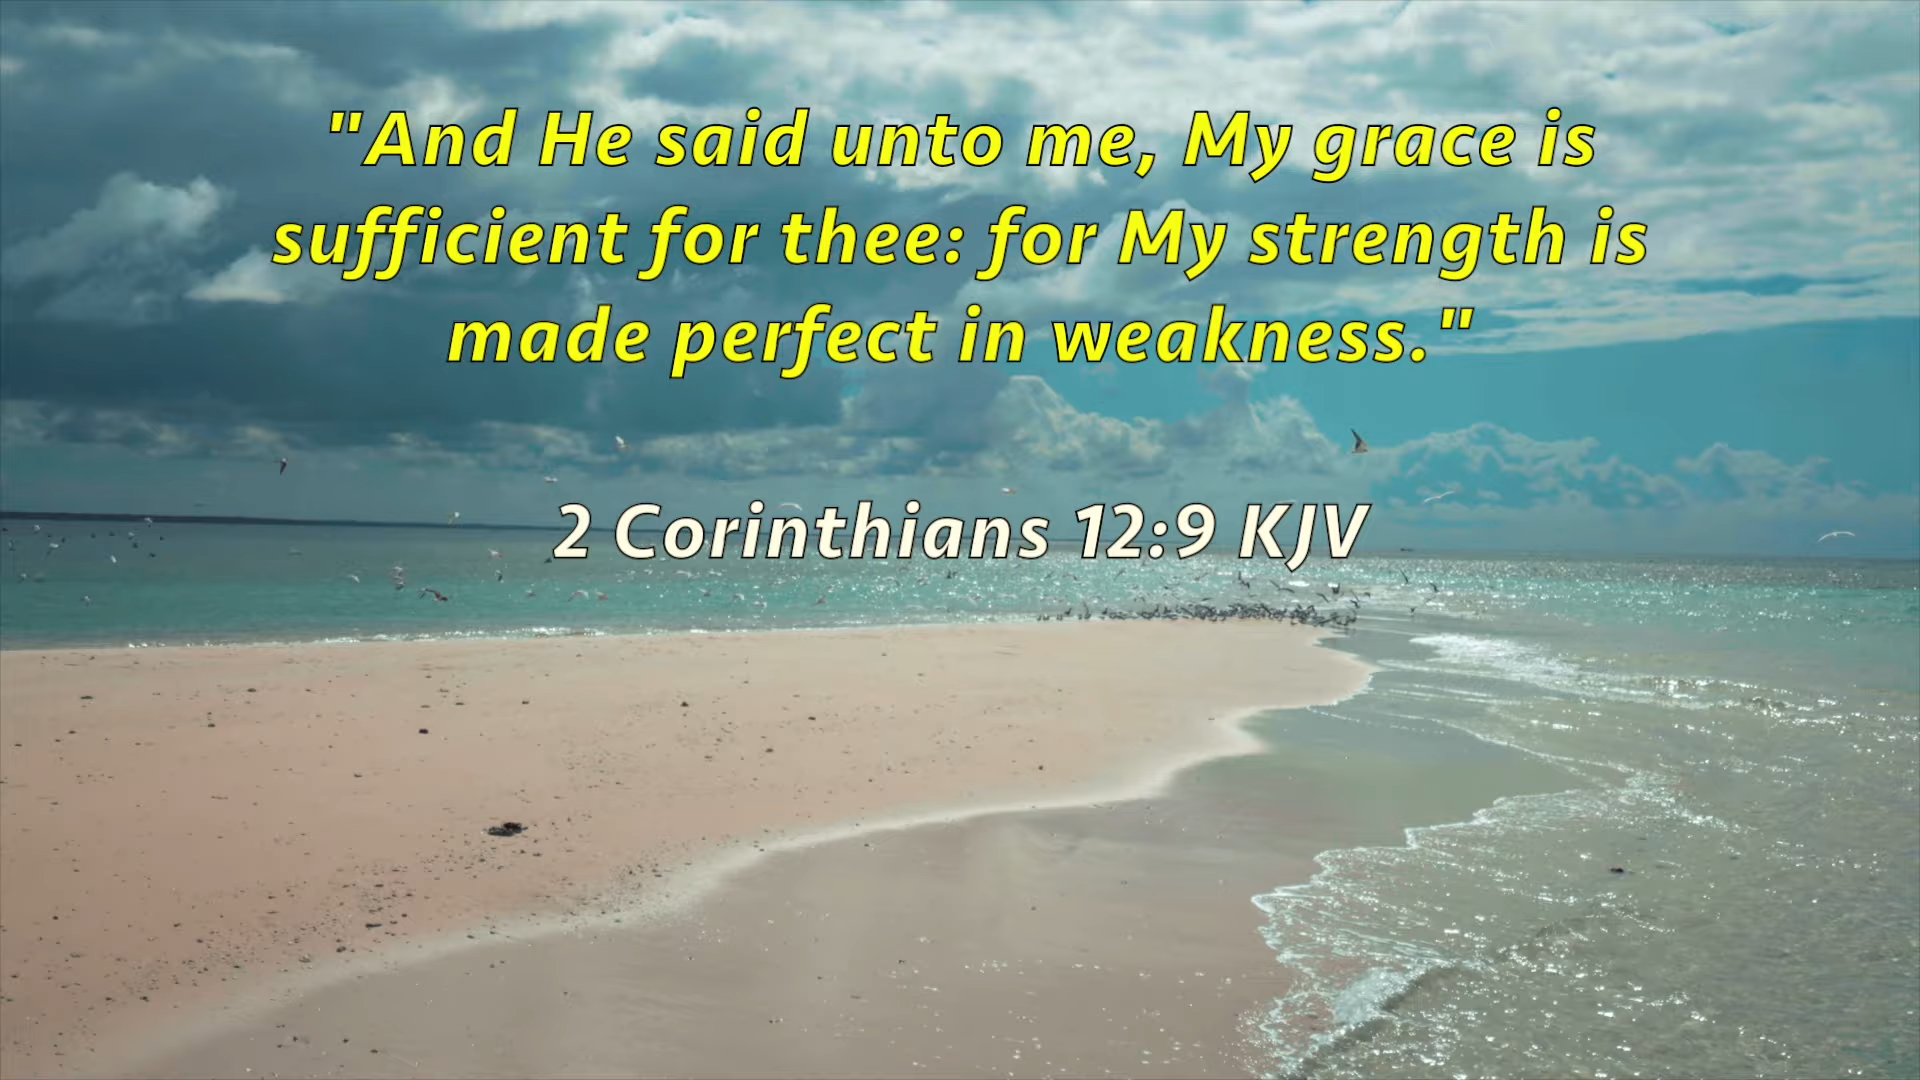 "And He said unto me, My grace is
sufficient for thee: for My strength is
made perfect in weakness."
2 Corinthians 12:9 KJV